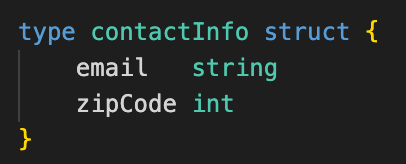 type contactInfo struct {
    email   string
    zipCode int
}